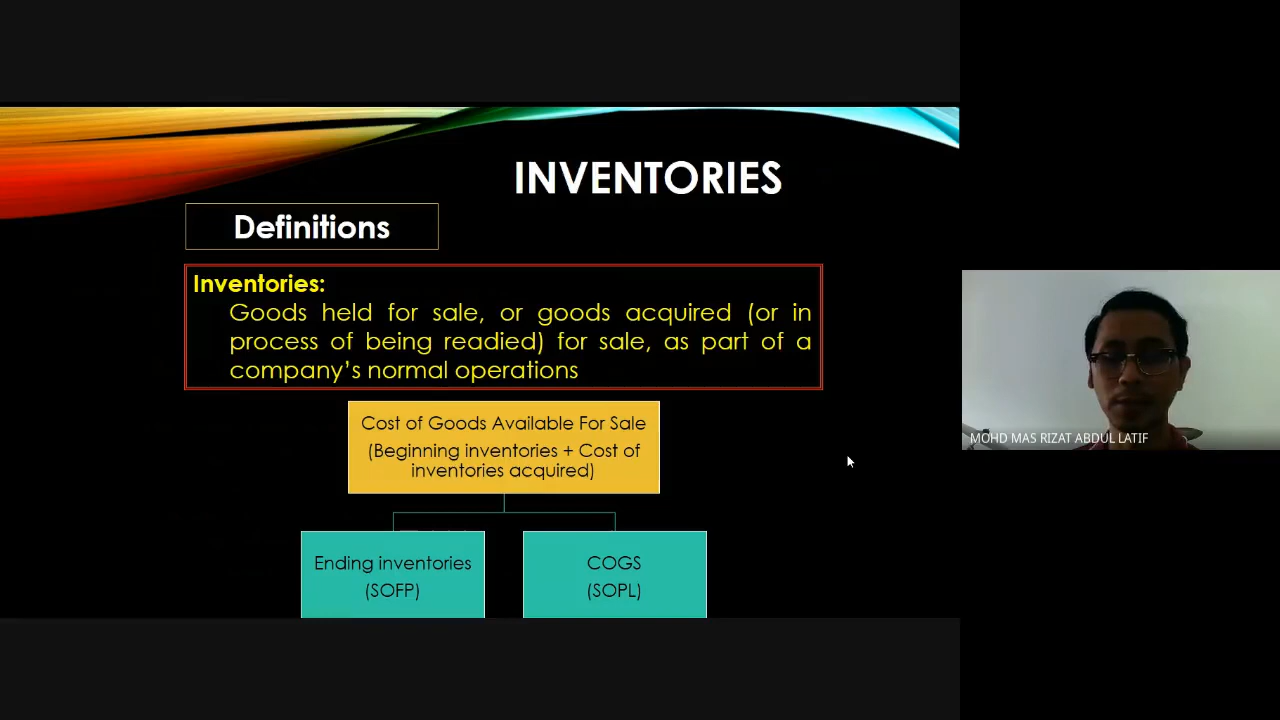 INVENTORIES
Definitions
Inventories:
Goods held for sale, or goods acquired (or in
process of being readied) for sale, as part of a
company's normal operations
Cost of Goods Available For Sale
(Beginning inventories + Cost of
inventories acquired)
Ending inventories
(SOFP)
COGS
(SOPL)
MOHD MAS RIZAT ABDUL LATIF